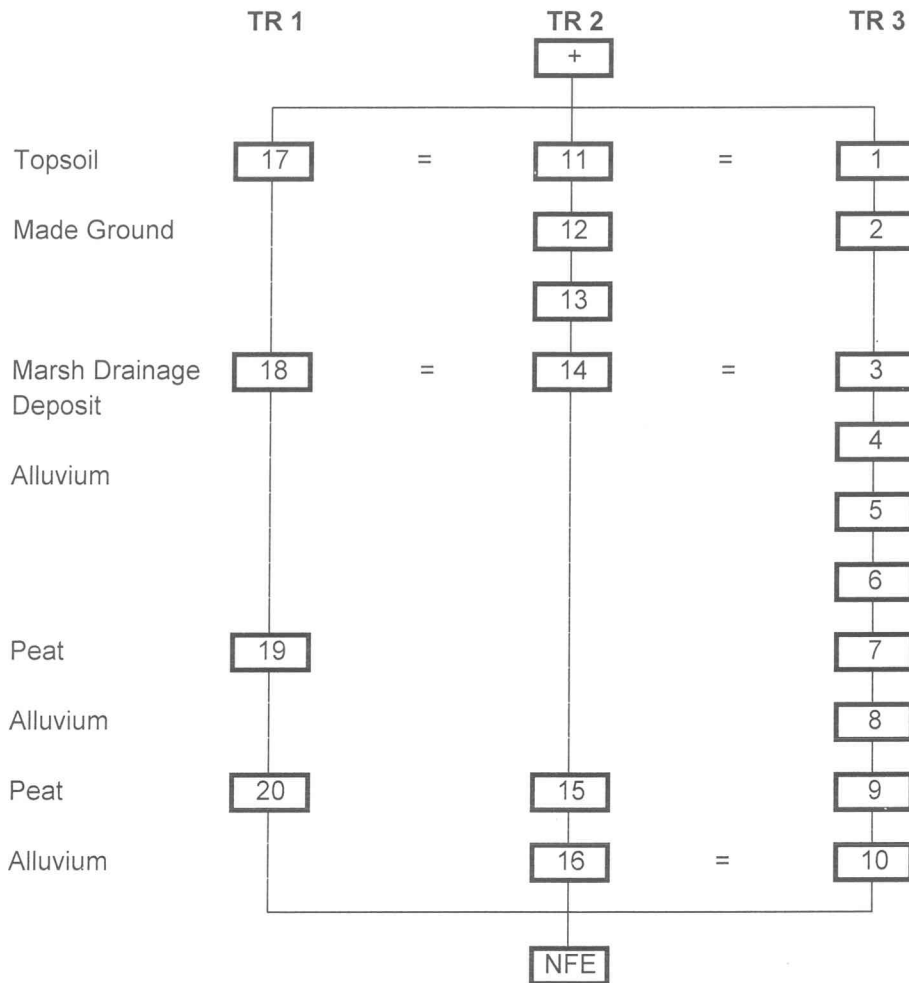 TR 1 TR 2 TR 3
+
Topsoil 17 = 11 = 1
Made Ground 12 2
13
Marsh Drainage 18 = 14 = 3
Deposit
4
Alluvium
5
6
Peat 19 7
Alluvium 8
Peat 20 15 9
Alluvium 16 = 10
NFE